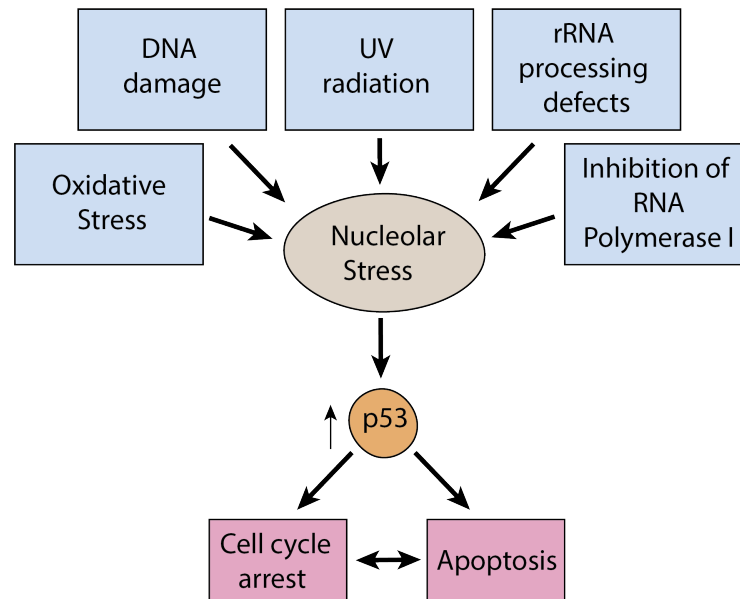 DNA
damage
UV
radiation
rRNA
processing
defects
Oxidative
Stress
Inhibition of
RNA
Polymerase I
Nucleolar
Stress
p53
Cell cycle
arrest
Apoptosis